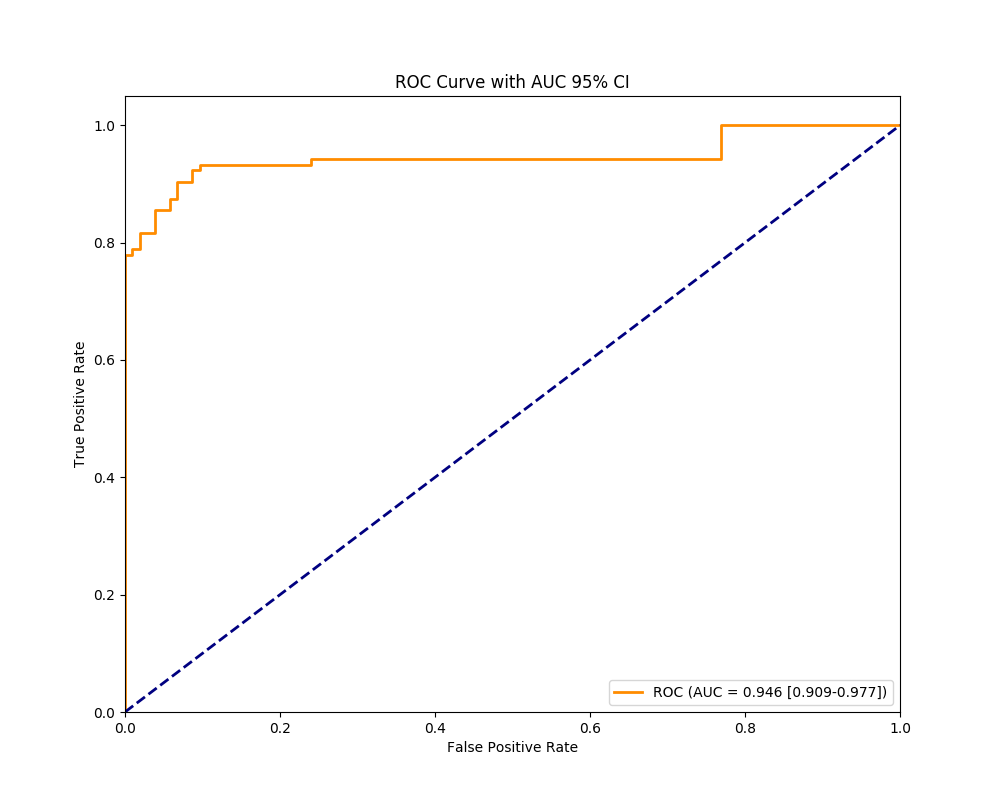 ROC Curve with AUC 95% CI
1.0
0.8
0.6
0.4
0.2
0.0
True Positive Rate
ROC (AUC = 0.946 [0.909-0.977])
0.0 0.2 0.4 0.6 0.8 1.0
False Positive Rate